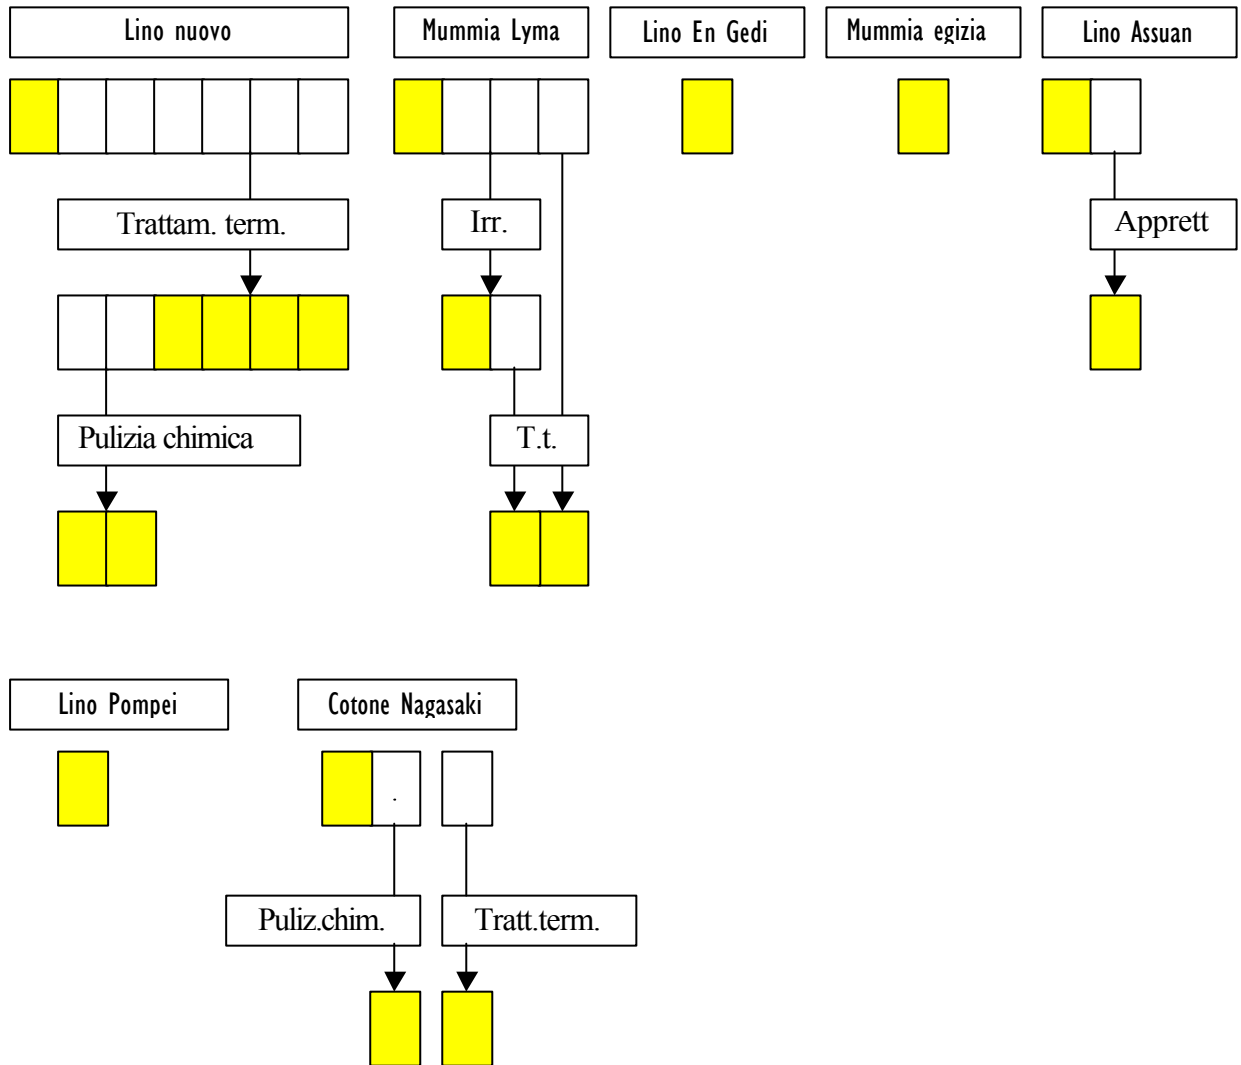 Lino nuovo
Mummia Lyma
Lino En Gedi
Mummia egizia
Lino Assuan
Trattam. term.
Irr.
Apprett
Pulizia chimica
T.t.
Lino Pompei
Cotone Nagasaki
.
Puliz.chim.
Tratt.term.